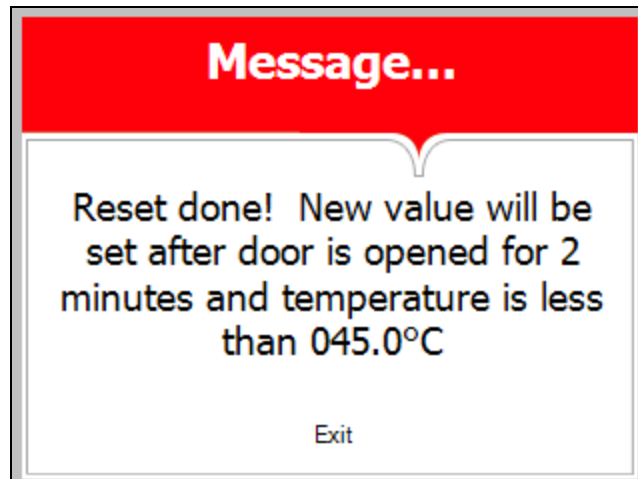 Message...
Reset done!  New value will be
set after door is opened for 2
minutes and temperature is less
than 045.0°C
Exit